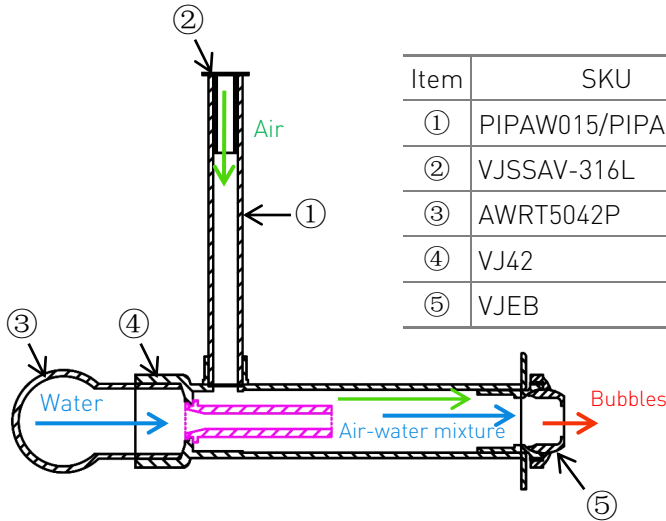 ②
Air
①
③
④
Water
Air-water mixture
Bubbles
⑤
Item SKU
① PIPAW015/PIPA
② VJSSAV-316L
③ AWRT5042P
④ VJ42
⑤ VJEB